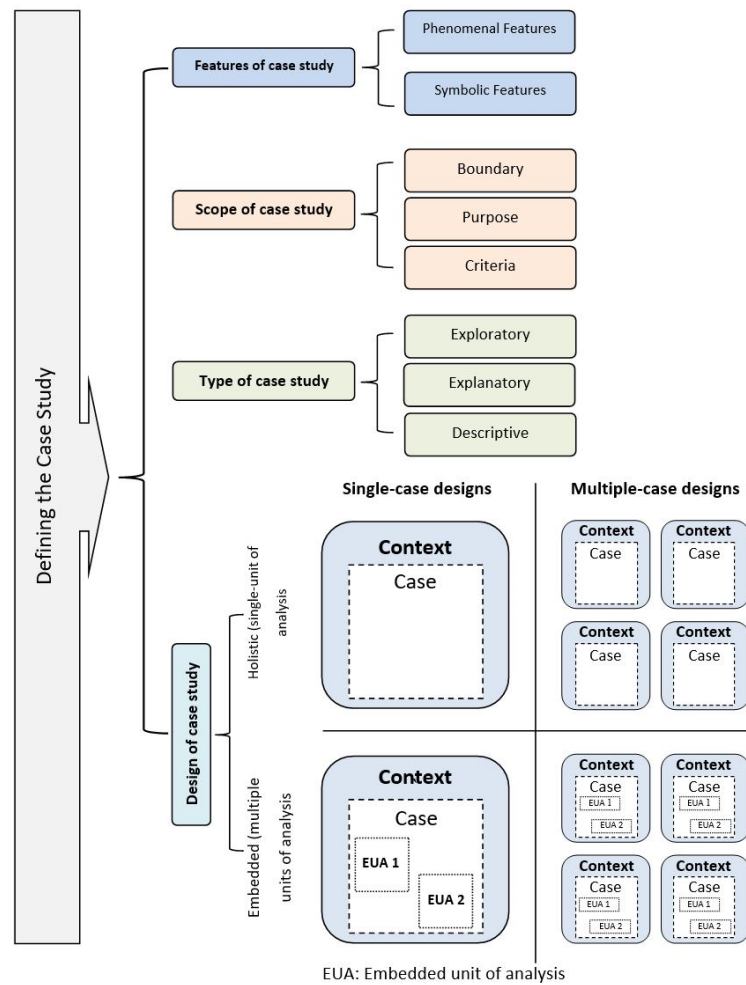 Defining the Case Study
Features of case study
Phenomenal Features
Symbolic Features
Scope of case study
Boundary
Purpose
Criteria
Type of case study
Exploratory
Explanatory
Descriptive
Design of case study
Holistic (single-unit of
analysis
Embedded (multiple
units of analysis
Single-case designs
Multiple-case designs
Context
Case
Context
Case
Context
Case
Context
Case
Context
Case
Context
Case
EUA 1
EUA 2
Context
Case
EUA 1
EUA 2
Context
Case
EUA 1
EUA 2
Context
Case
EUA 1
EUA 2
Context
Case
EUA 1
EUA 2
EUA: Embedded unit of analysis